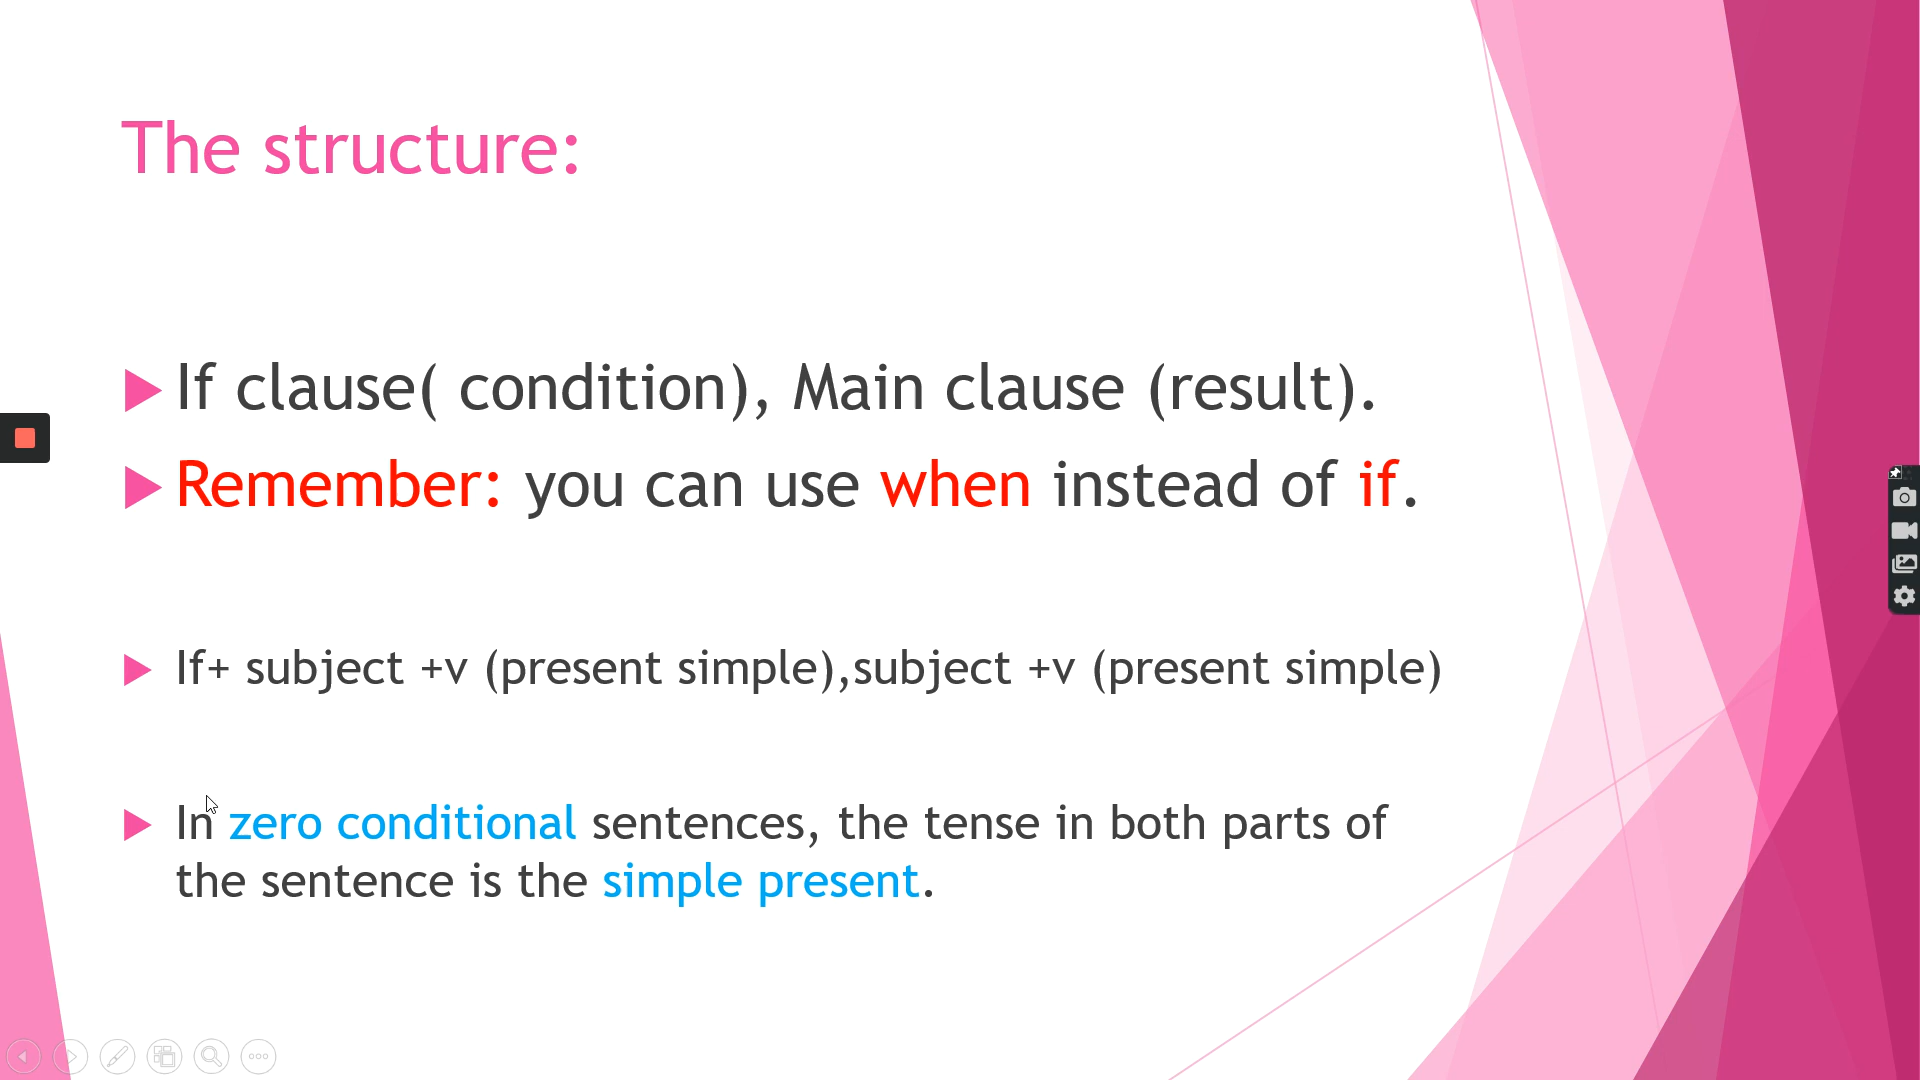 The structure:
If clause( condition), Main clause (result).
Remember: you can use when instead of if.
If+ subject +v (present simple),subject +v (present simple)
In zero conditional sentences, the tense in both parts of
the sentence is the simple present.